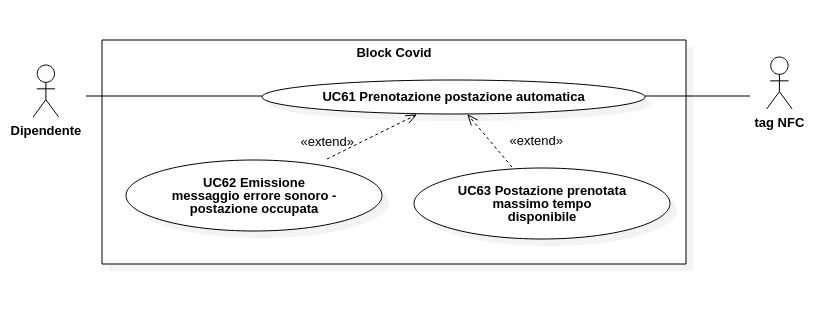 Block Covid
UC61 Prenotazione postazione automatica
Dipendente
tag NFC
«extend»
«extend»
UC62 Emissione
messaggio errore sonoro -
postazione occupata
UC63 Postazione prenotata
massimo tempo
disponibile